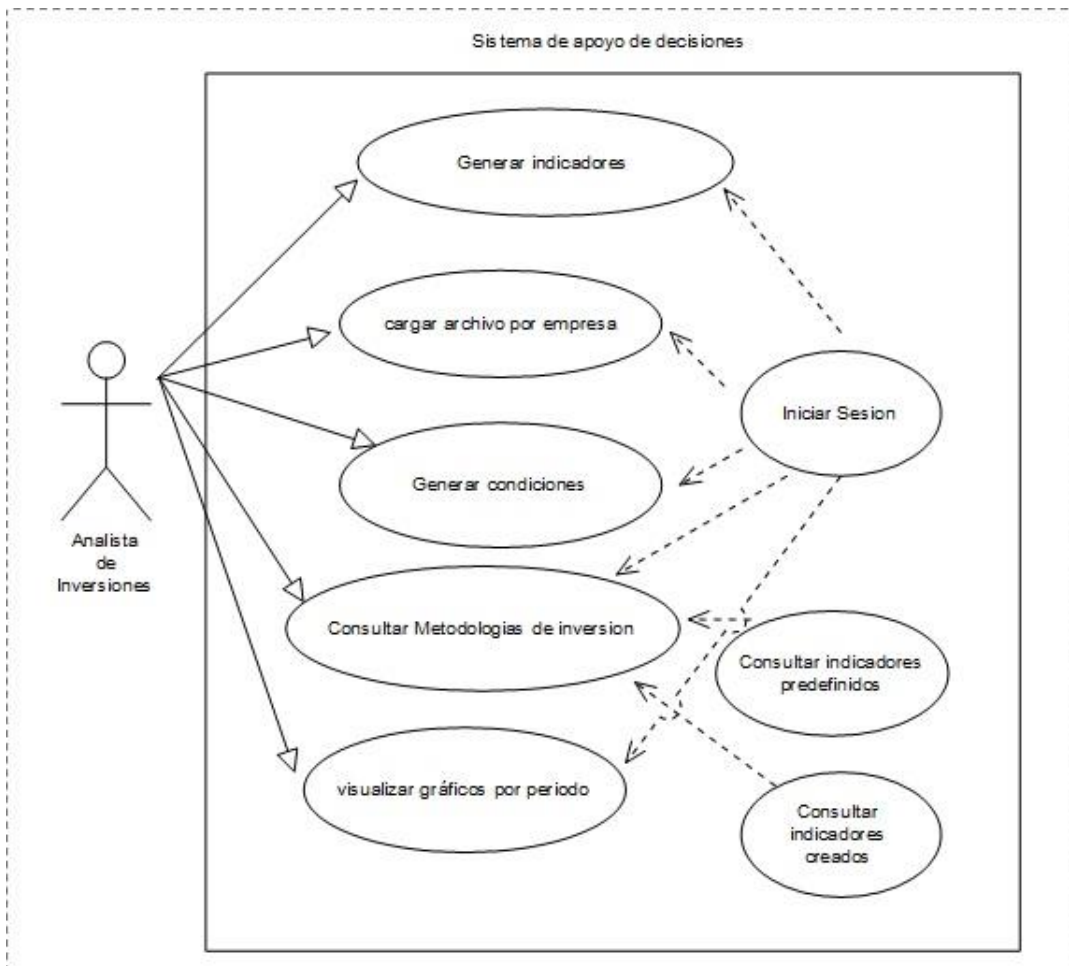 Sistema de apoyo de decisiones
Generar indicadores
cargar archivo por empresa
Iniciar Sesion
Generar condiciones
Analista
de
Inversiones
Consultar Metodologias de inversion
Consultar indicadores
predefinidos
visualizar gráficos por periodo
Consultar
indicadores
creados